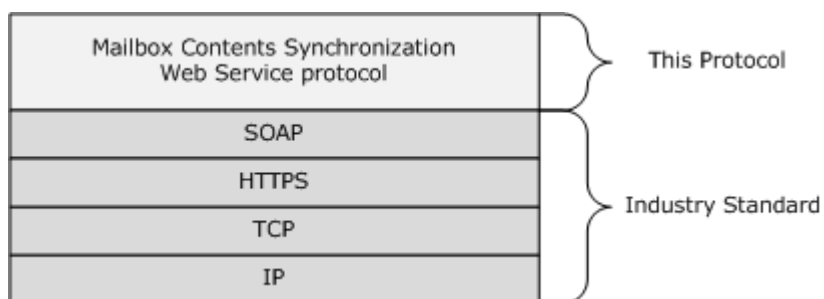 Mailbox Contents Synchronization
Web Service protocol
This Protocol
SOAP
HTTPS
TCP
IP
Industry Standard